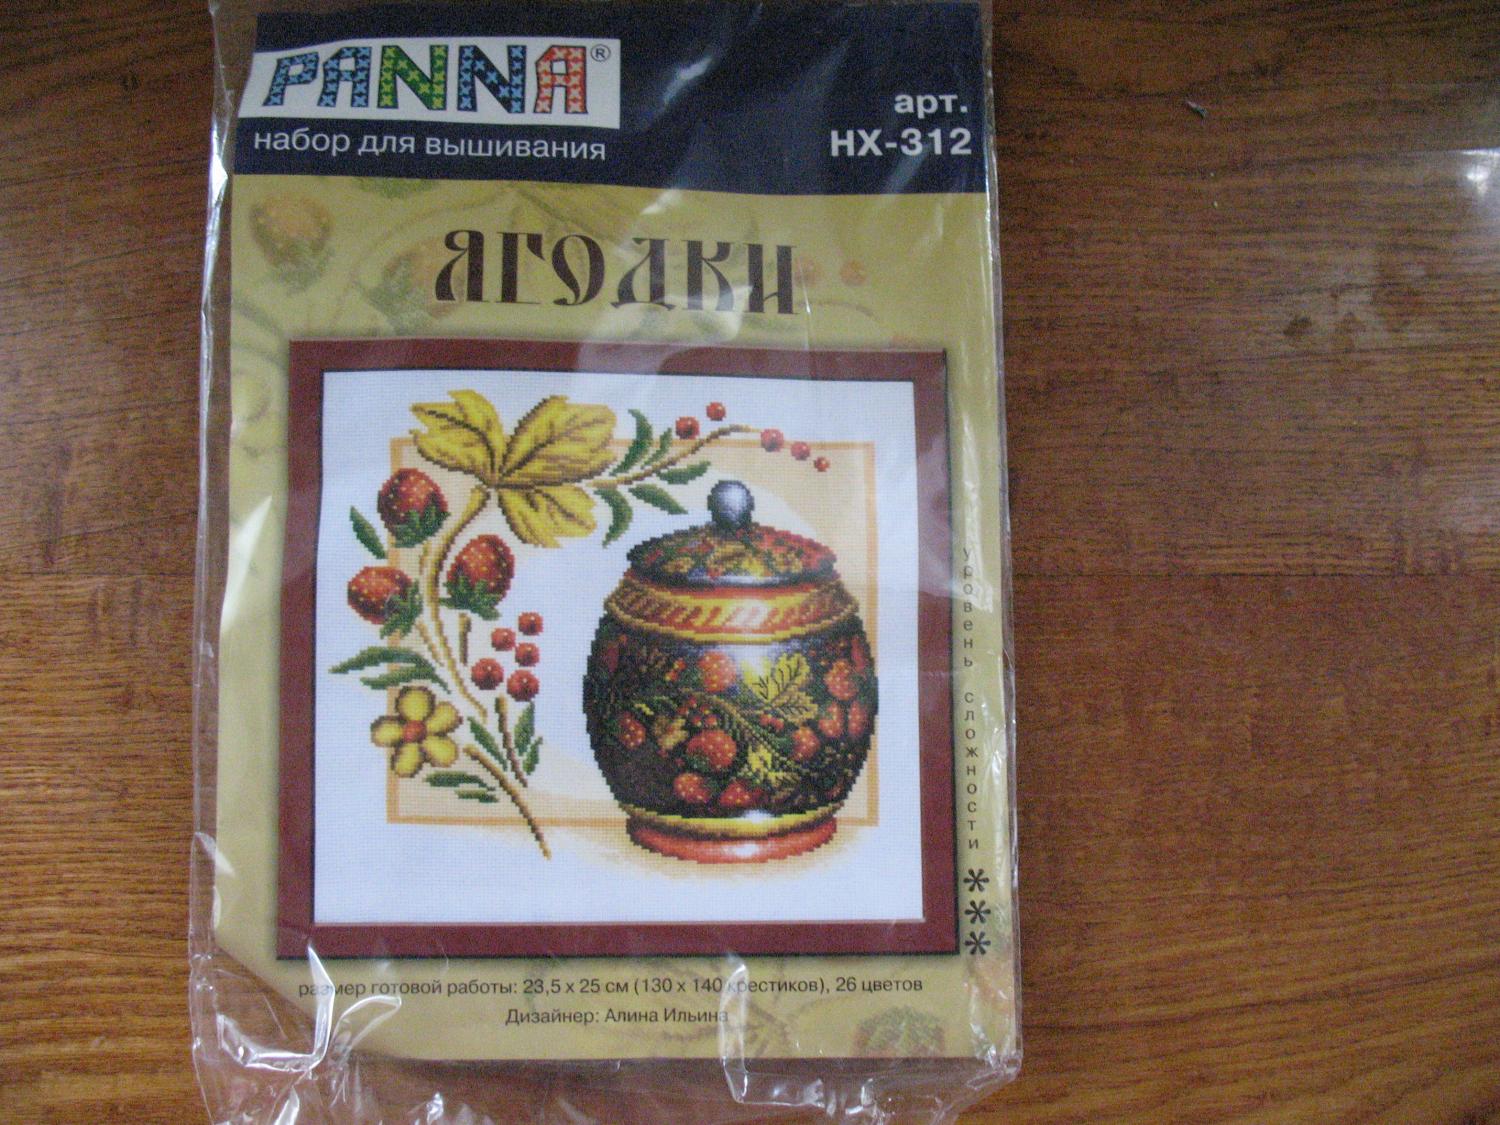 PANNA®
набор для вышивания
арт.
НХ-312
ЯГОДКИ
уровень сложности
***
размер готовой работы: 23,5 х 25 см (130 х 140 крестиков), 26 цветов
Дизайнер: Алина Ильина